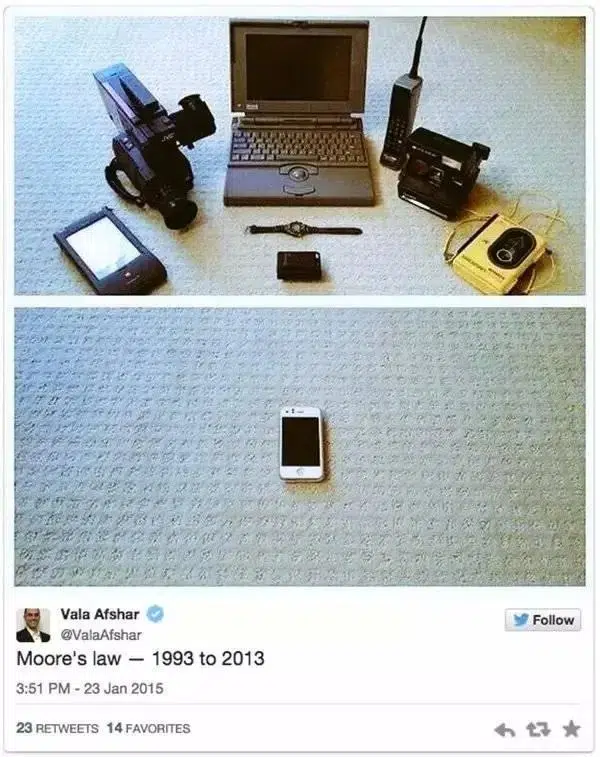 JVC
Vala Afshar
@ValaAfshar
Follow
Moore's law — 1993 to 2013
3:51 PM - 23 Jan 2015
23 RETWEETS 14 FAVORITES